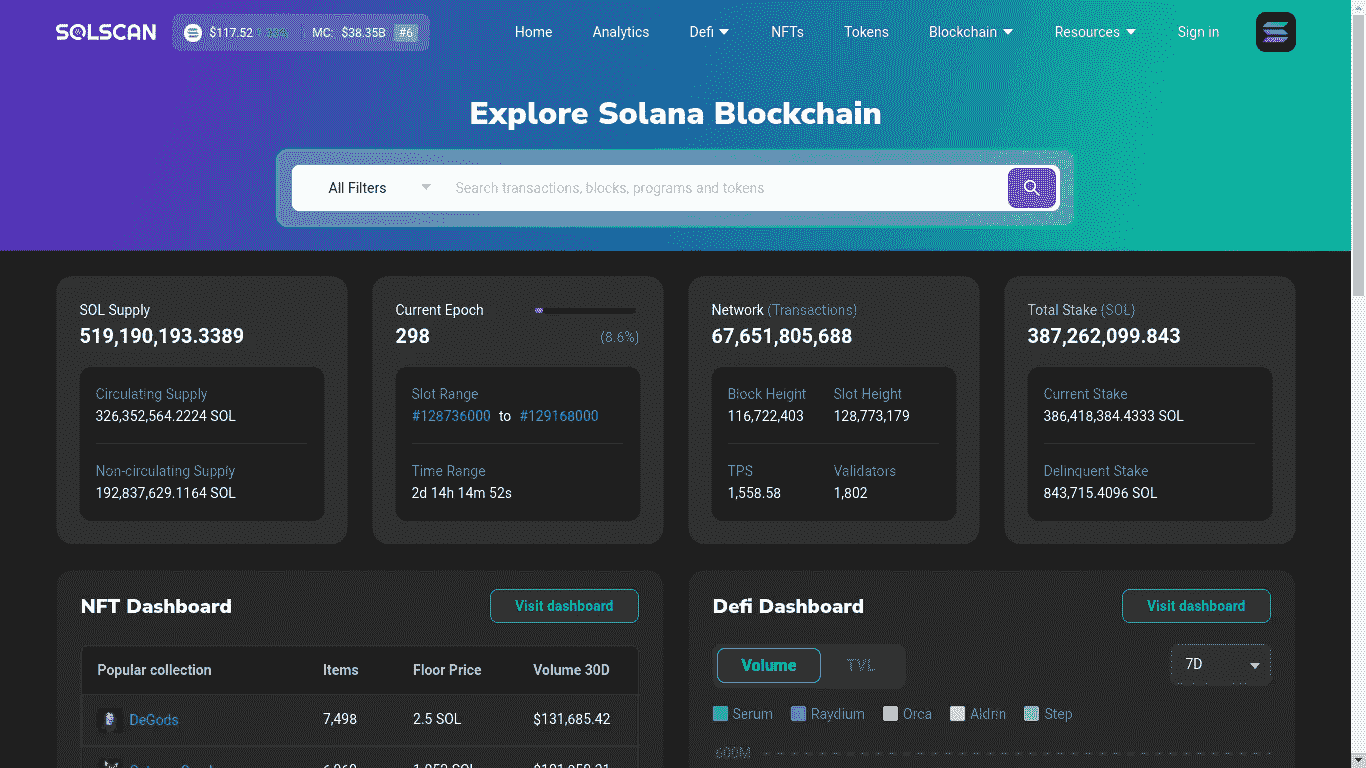 SOLSCAN $117.52 MC: $38.35B #6 Home Analytics Defi NFTs Tokens Blockchain Resources Sign in
Explore Solana Blockchain
All Filters Search transactions, blocks, programs and tokens
SOL Supply
519,190,193.3389
Circulating Supply
326,352,564.2224 SOL
Non-circulating Supply
192,837,629.1164 SOL
Current Epoch
298 (8.6%)
Slot Range
#128736000 to #129168000
Time Range
2d 14h 14m 52s
Network (Transactions)
67,651,805,688
Block Height Slot Height
116,722,403 128,773,179
TPS Validators
1,558.58 1,802
Total Stake (SOL)
387,262,099.843
Current Stake
386,418,384.4333 SOL
Delinquent Stake
843,715.4096 SOL
NFT Dashboard Visit dashboard
Popular collection Items Floor Price Volume 30D
DeGods 7,498 2.5 SOL $131,685.42
Defi Dashboard Visit dashboard
Volume TVL 7D
Serum Raydium Orca Aldrin Step
600M